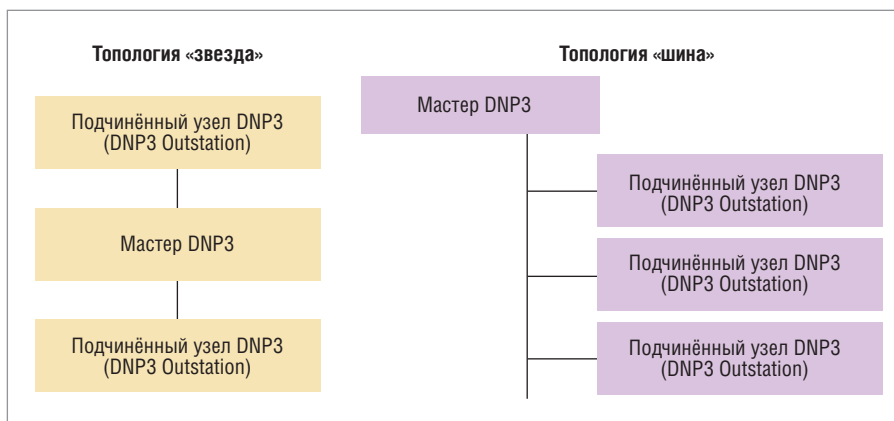 Топология «звезда»
Подчинённый узел DNP3
(DNP3 Outstation)
Мастер DNP3
Подчинённый узел DNP3
(DNP3 Outstation)
Топология «шина»
Мастер DNP3
Подчинённый узел DNP3
(DNP3 Outstation)
Подчинённый узел DNP3
(DNP3 Outstation)
Подчинённый узел DNP3
(DNP3 Outstation)